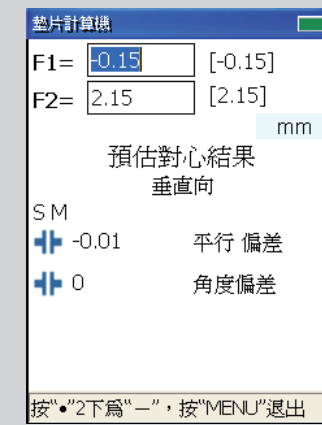 墊片計算機
F1= -0.15 [-0.15]
F2= 2.15 [2.15]
mm
預估對心結果
垂直向
S M
-0.01 平行 偏差
0 角度偏差
按"•"2下爲"－"，按"MENU"退出